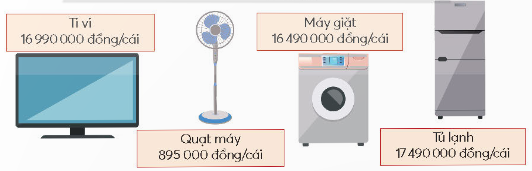 Ti vi
16 990 000 đồng/cái
Quạt máy
895 000 đồng/cái
Máy giặt
16 490 000 đồng/cái
Tủ lạnh
17 490 000 đồng/cái